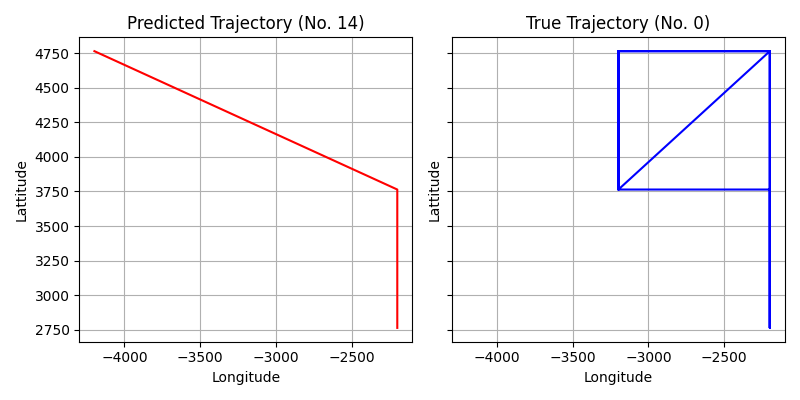 Predicted Trajectory (No. 14)
True Trajectory (No. 0)
4750
4500
4250
4000
3750
3500
3250
3000
2750
Lattitude
Lattitude
−4000
−3500
−3000
−2500
−4000
−3500
−3000
−2500
Longitude
Longitude